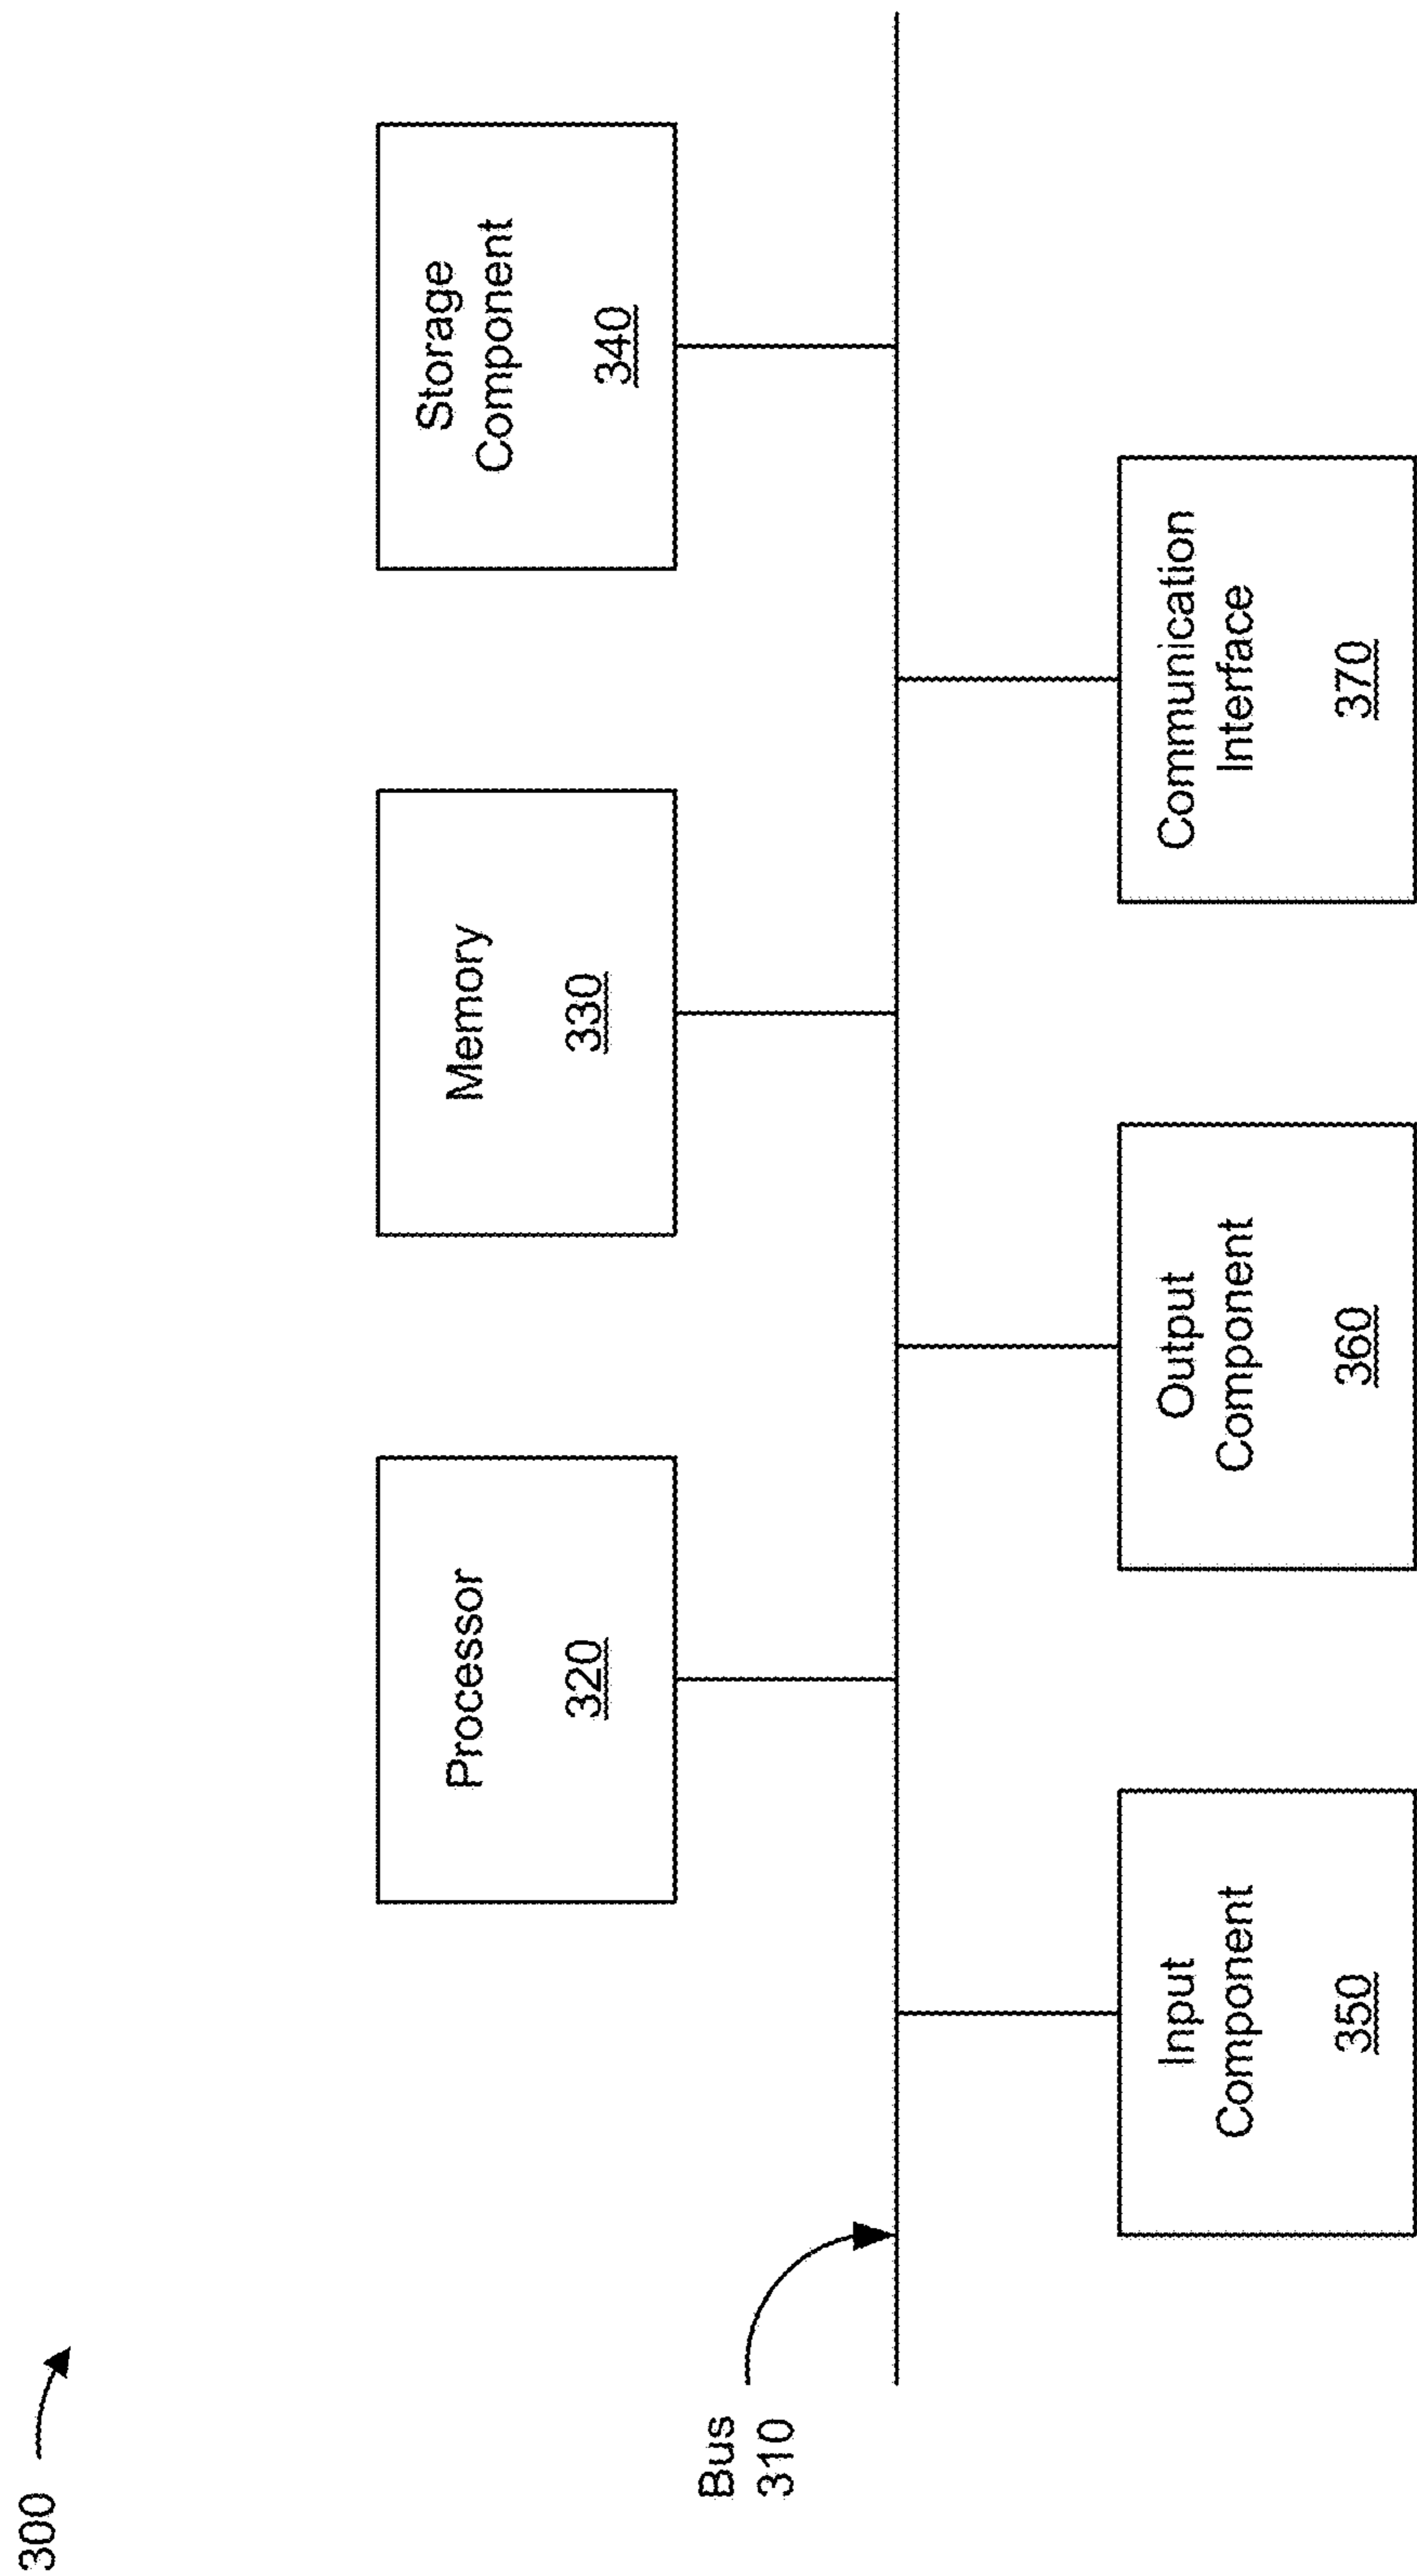 300
Processor
320
Memory
330
Storage
Component
340
Bus
310
Input
Component
350
Output
Component
360
Communication
Interface
370